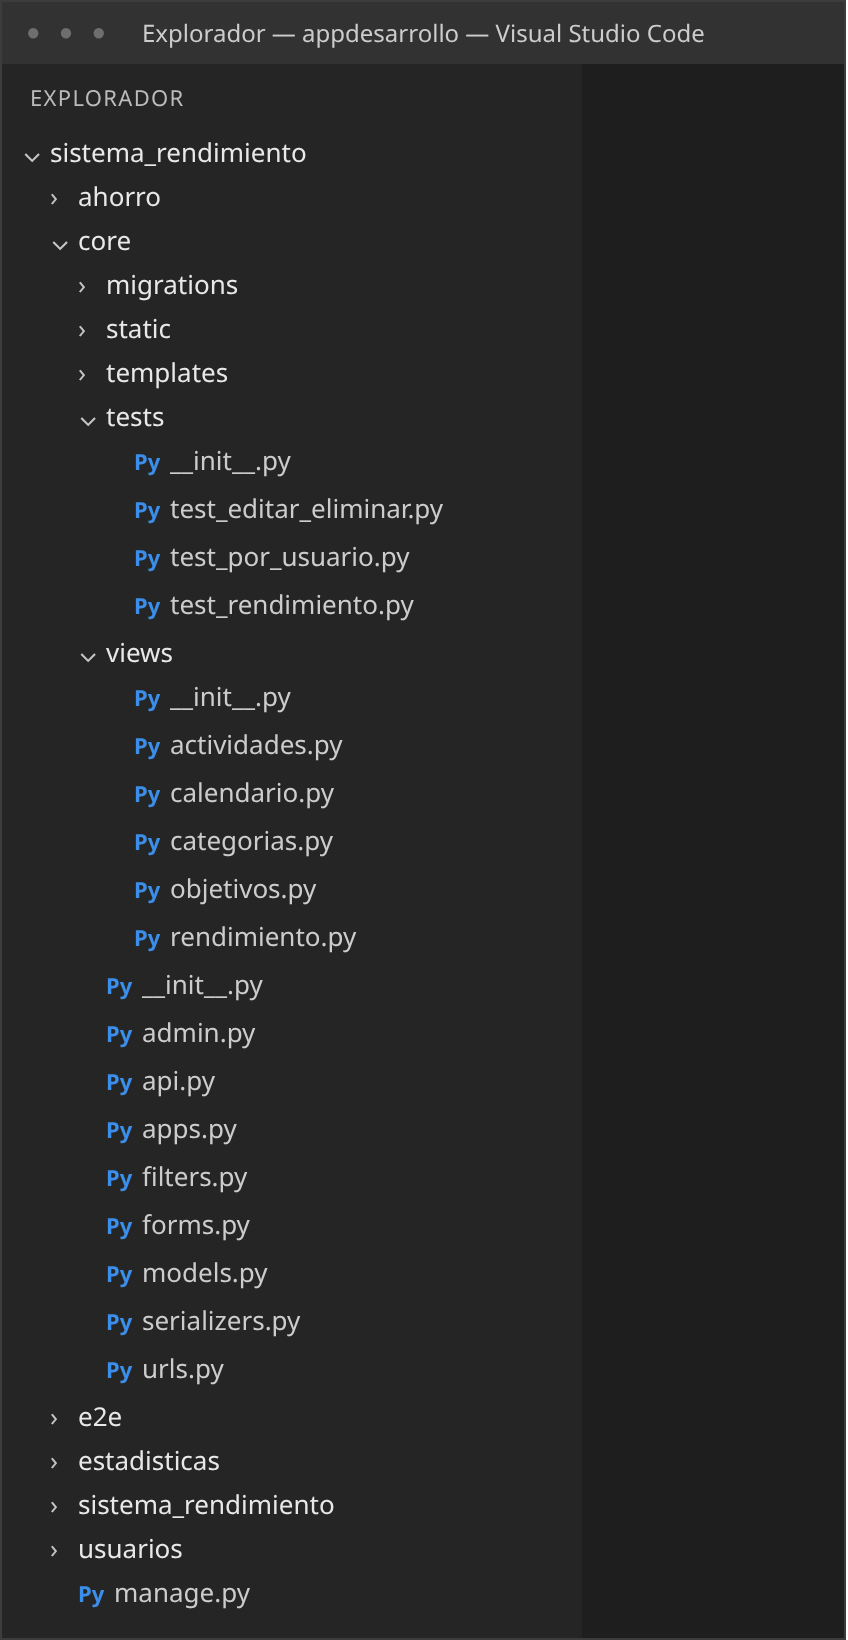 Explorador — appdesarrollo — Visual Studio Code
EXPLORADOR
sistema_rendimiento
ahorro
core
migrations
static
templates
tests
Py __init__.py
Py test_editar_eliminar.py
Py test_por_usuario.py
Py test_rendimiento.py
views
Py __init__.py
Py actividades.py
Py calendario.py
Py categorias.py
Py objetivos.py
Py rendimiento.py
Py __init__.py
Py admin.py
Py api.py
Py apps.py
Py filters.py
Py forms.py
Py models.py
Py serializers.py
Py urls.py
e2e
estadisticas
sistema_rendimiento
usuarios
Py manage.py